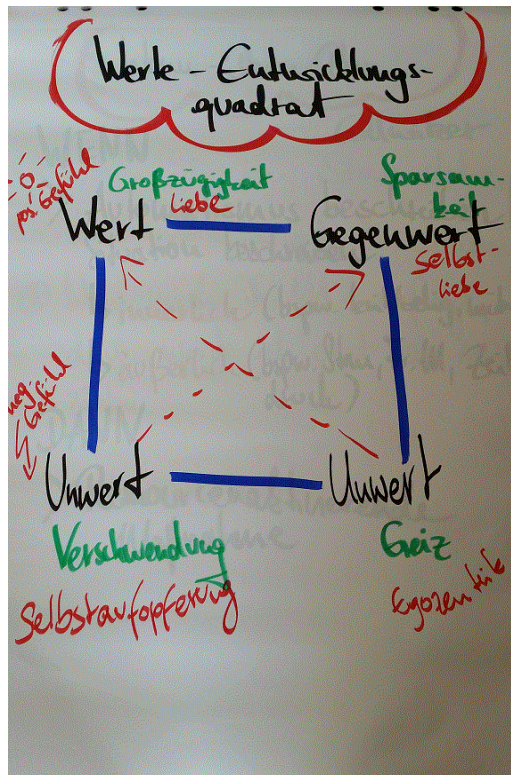 Werte-Entwicklungs-
quadrat
pos. Gefühl
Großzügigkeit
Liebe
Sparsam-
keit
Wert
Gegenwert
Selbst-
liebe
neg. Gefühl
Unwert
Unwert
Verschwendung
Geiz
Selbstaufopferung
Egozentrik